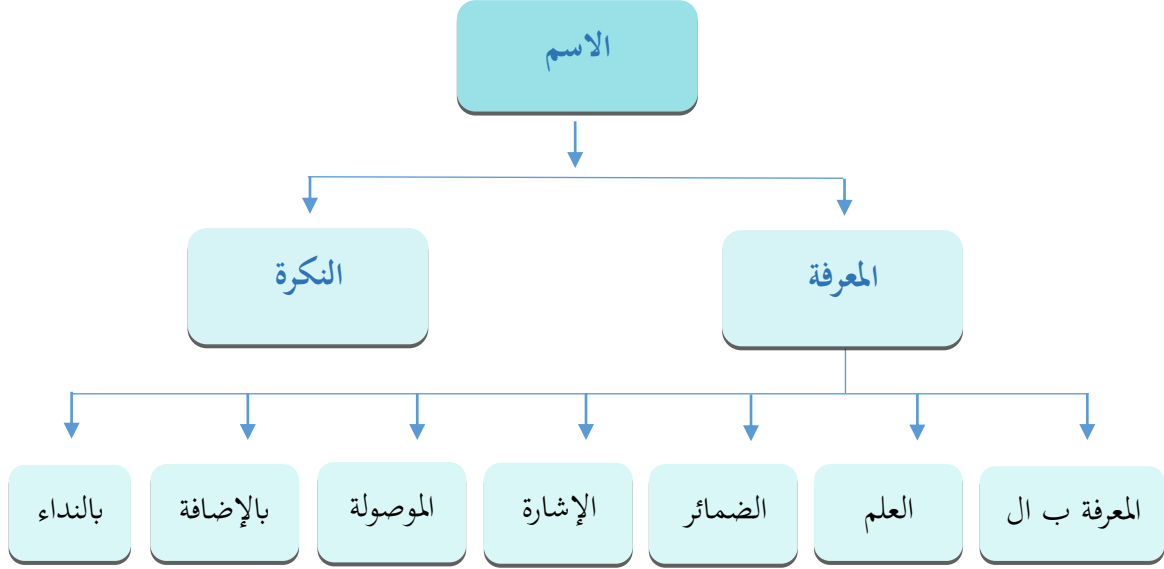 الاسم
المعرفة
النكرة
المعرفة ب ال
العلم
الضمائر
الإشارة
الموصولة
بالإضافة
بالنداء